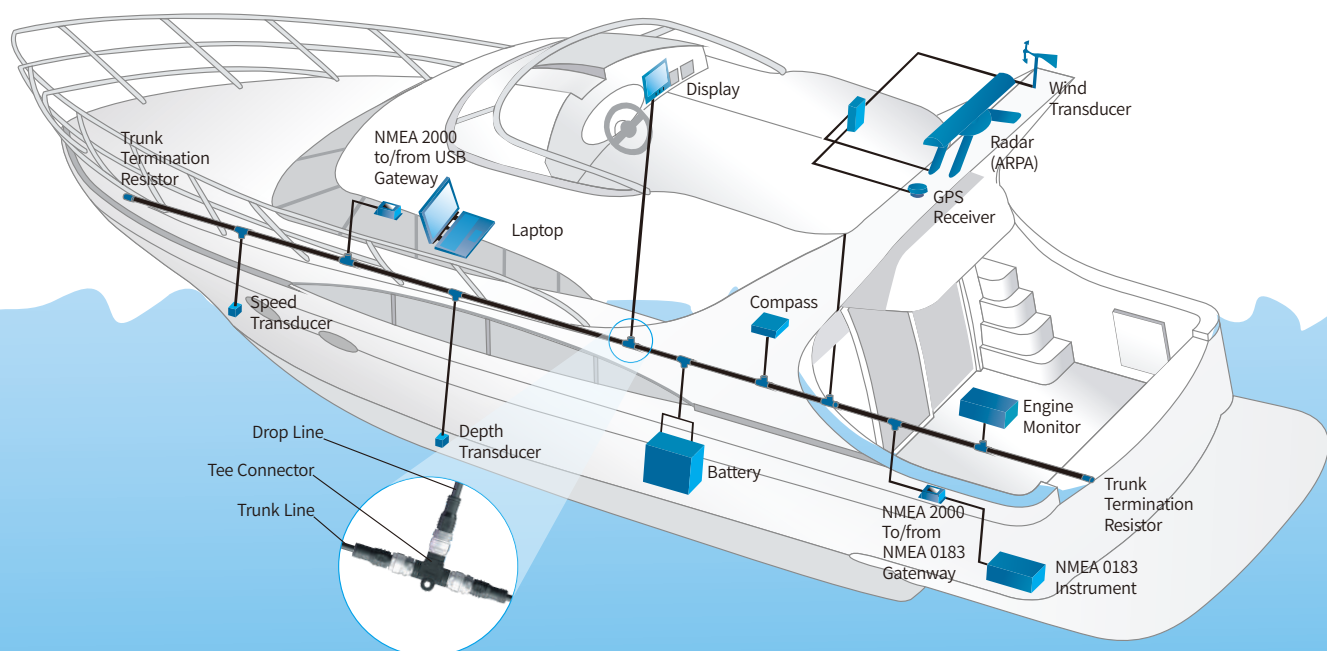 Display
Wind
Transducer
Trunk
Termination
Resistor
NMEA 2000
to/from USB
Gateway
Radar
(ARPA)
GPS
Receiver
Laptop
Speed
Transducer
Compass
Engine
Monitor
Drop Line
Depth
Transducer
Tee Connector
Battery
Trunk Line
Trunk
Termination
Resistor
NMEA 2000
To/from
NMEA 0183
Gatenway
NMEA 0183
Instrument